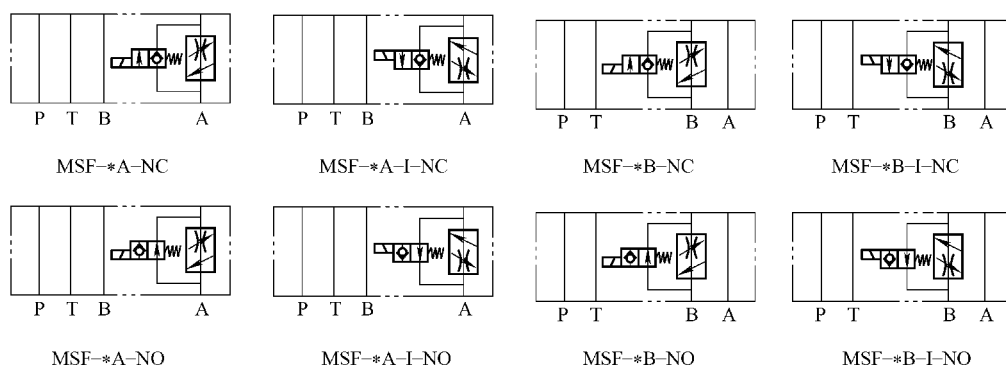 P T B A
P T B A
P T B A
P T B A
MSF-*A-NC
MSF-*A-I-NC
MSF-*B-NC
MSF-*B-I-NC
P T B A
P T B A
P T B A
P T B A
MSF-*A-NO
MSF-*A-I-NO
MSF-*B-NO
MSF-*B-I-NO